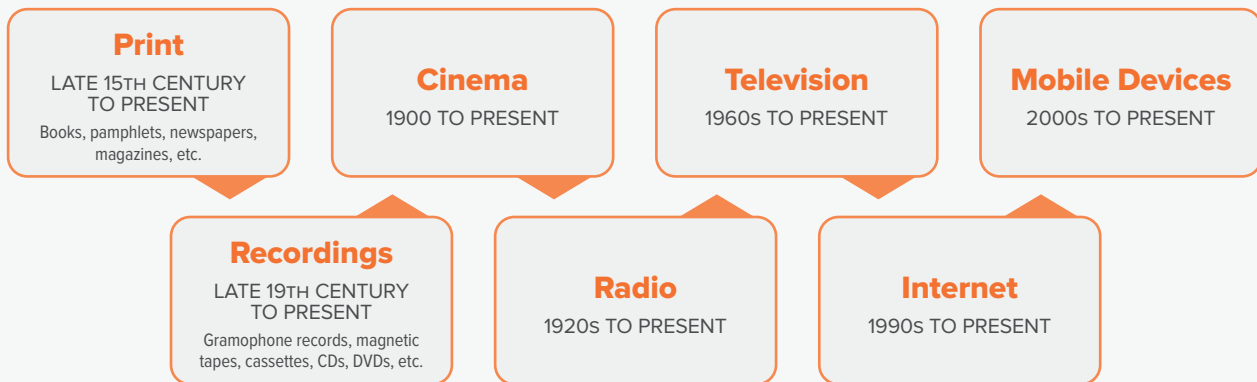 Print
LATE 15TH CENTURY
TO PRESENT
Books, pamphlets, newspapers,
magazines, etc.
Recordings
LATE 19TH CENTURY
TO PRESENT
Gramophone records, magnetic
tapes, cassettes, CDs, DVDs, etc.
Cinema
1900 TO PRESENT
Radio
1920s TO PRESENT
Television
1960s TO PRESENT
Internet
1990s TO PRESENT
Mobile Devices
2000s TO PRESENT